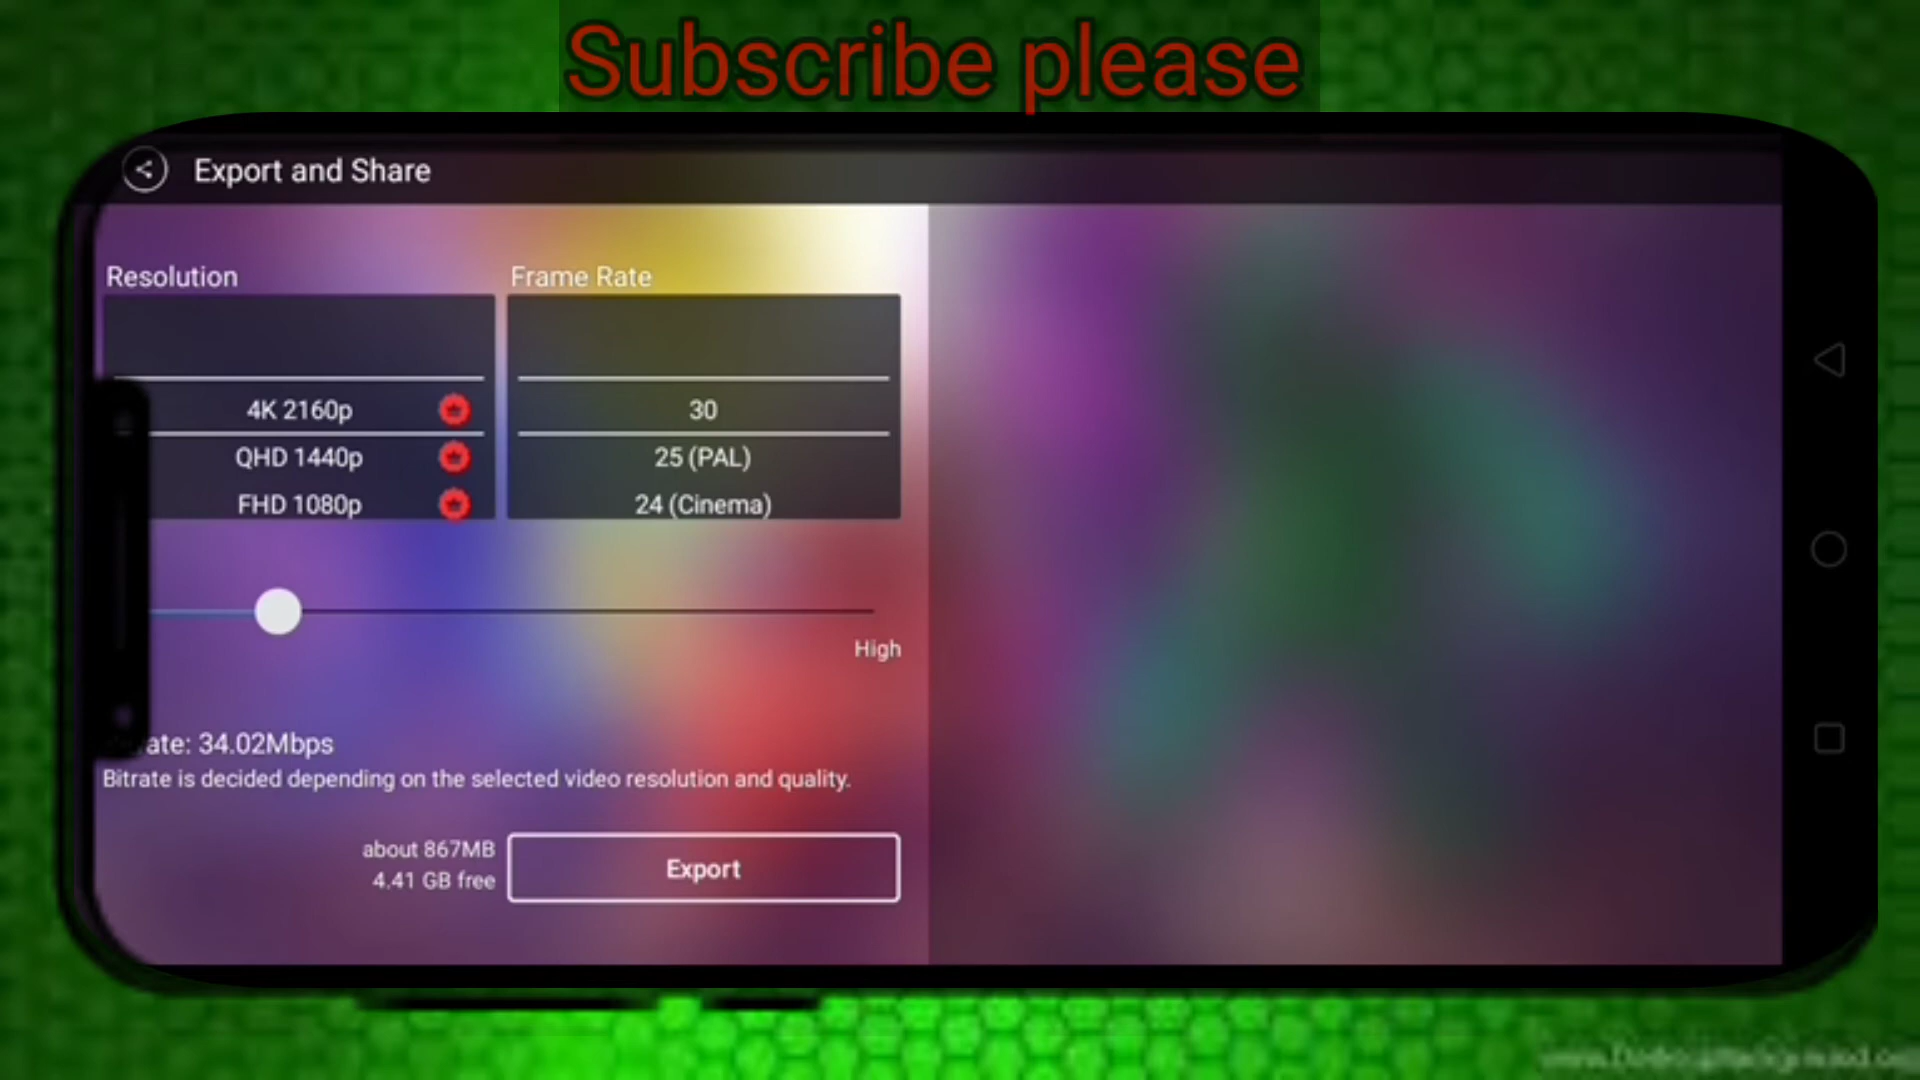 Subscribe please
Export and Share
Resolution
Frame Rate
4K 2160p
30
QHD 1440p
25 (PAL)
FHD 1080p
24 (Cinema)
High
ate: 34.02Mbps
Bitrate is decided depending on the selected video resolution and quality.
about 867MB
4.41 GB free
Export